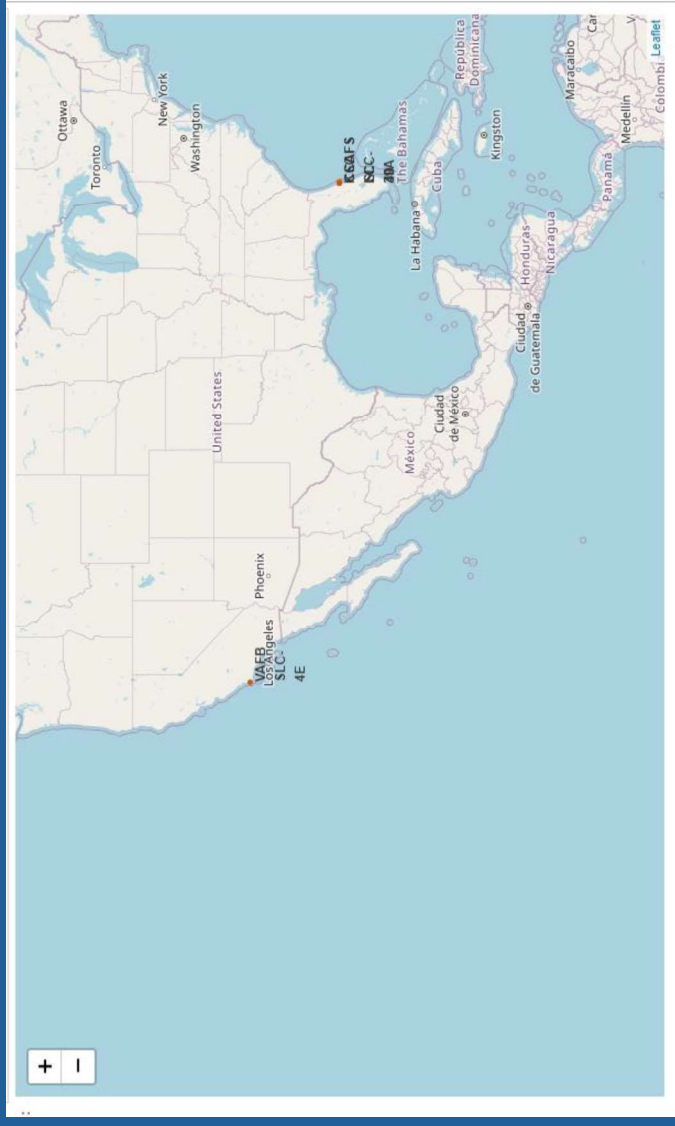 +
−
Ottawa
Toronto
New York
Washington
United States
Phoenix
VAFB
Los Angeles
SLC-
4E
The Bahamas
La Habana
Cuba
República
Dominicana
Kingston
México
Ciudad
de México
Honduras
Nicaragua
Ciudad
de Guatemala
Maracaibo
Car
Panamá
Medellín
V
Colombi
Leaflet